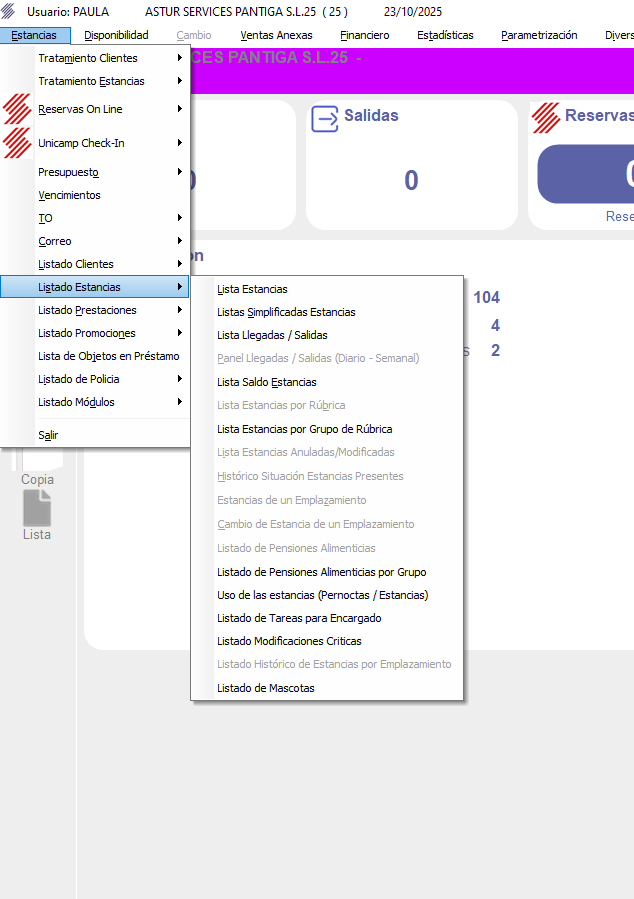 Usuario: PAULA ASTUR SERVICES PANTIGA S.L.25 ( 25 ) 23/10/2025
Estancias Disponibilidad Cambio Ventas Anexas Financiero Estadísticas Parametrización Divers
CES PANTIGA S.L.25 -
Tratamiento Clientes
Tratamiento Estancias
Reservas On Line
Unicamp Check-In
Presupuesto
Vencimientos
TO
Correo
Listado Clientes
Listado Estancias
Listado Prestaciones
Listado Promociones
Lista de Objetos en Préstamo
Listado de Policia
Listado Módulos
Salir
Salidas
0
Reservas
Rese
on
104
4
s 2
Lista Estancias
Listas Simplificadas Estancias
Lista Llegadas / Salidas
Panel Llegadas / Salidas (Diario - Semanal)
Lista Saldo Estancias
Lista Estancias por Rúbrica
Lista Estancias por Grupo de Rúbrica
Lista Estancias Anuladas/Modificadas
Histórico Situación Estancias Presentes
Estancias de un Emplazamiento
Cambio de Estancia de un Emplazamiento
Listado de Pensiones Alimenticias
Listado de Pensiones Alimenticias por Grupo
Uso de las estancias (Pernoctas / Estancias)
Listado de Tareas para Encargado
Listado Modificaciones Criticas
Listado Histórico de Estancias por Emplazamiento
Listado de Mascotas
Copia
Lista